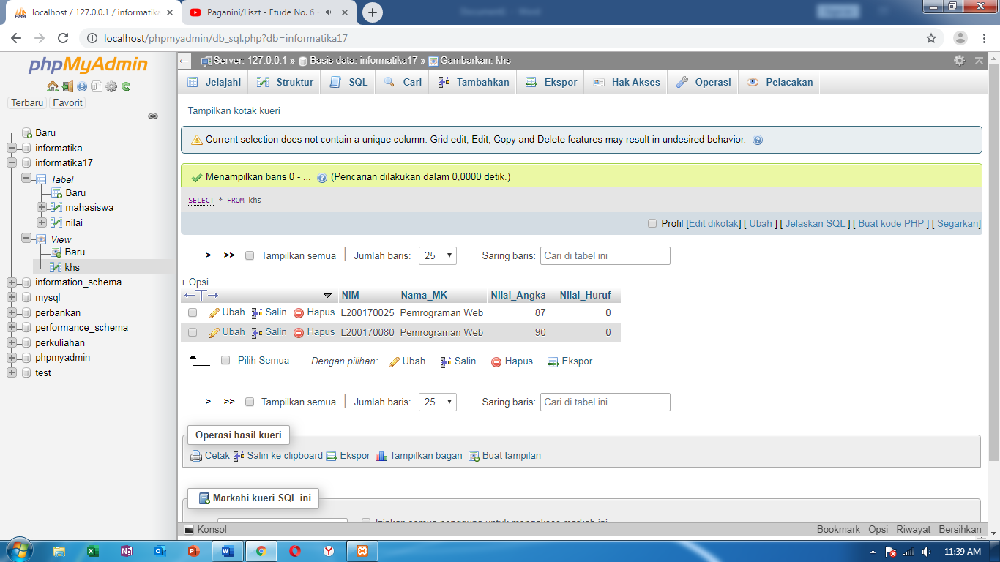 localhost / 127.0.0.1 / informatika
Paganini/Liszt - Etude No. 6
localhost/phpmyadmin/db_sql.php?db=informatika17
phpMyAdmin
Terbaru Favorit
Baru
informatika
informatika17
Tabel
Baru
mahasiswa
nilai
View
Baru
khs
information_schema
mysql
perbankan
performance_schema
perkuliahan
phpmyadmin
test
Server: 127.0.0.1 » Basis data: informatika17 » Gambarkan: khs
Jelajahi Struktur SQL Cari Tambahkan Ekspor Hak Akses Operasi Pelacakan
Tampilkan kotak kueri
Current selection does not contain a unique column. Grid edit, Edit, Copy and Delete features may result in undesired behavior.
Menampilkan baris 0 - ... (Pencarian dilakukan dalam 0,0000 detik.)
SELECT * FROM khs
Profil [Edit dikotak] [ Ubah ] [ Jelaskan SQL ] [ Buat kode PHP ] [ Segarkan]
> >> Tampilkan semua | Jumlah baris: 25 Saring baris: Cari di tabel ini
+ Opsi
←T→ NIM Nama_MK Nilai_Angka Nilai_Huruf
Ubah Salin Hapus L200170025 Pemrograman Web 87 0
Ubah Salin Hapus L200170080 Pemrograman Web 90 0
Pilih Semua Dengan pilihan: Ubah Salin Hapus Ekspor
> >> Tampilkan semua | Jumlah baris: 25 Saring baris: Cari di tabel ini
Operasi hasil kueri
Cetak Salin ke clipboard Ekspor Tampilkan bagan Buat tampilan
Markahi kueri SQL ini
Izinkan semua pengguna untuk mengakses markah ini
Konsol Bookmark Opsi Riwayat Bersihkan
11:39 AM